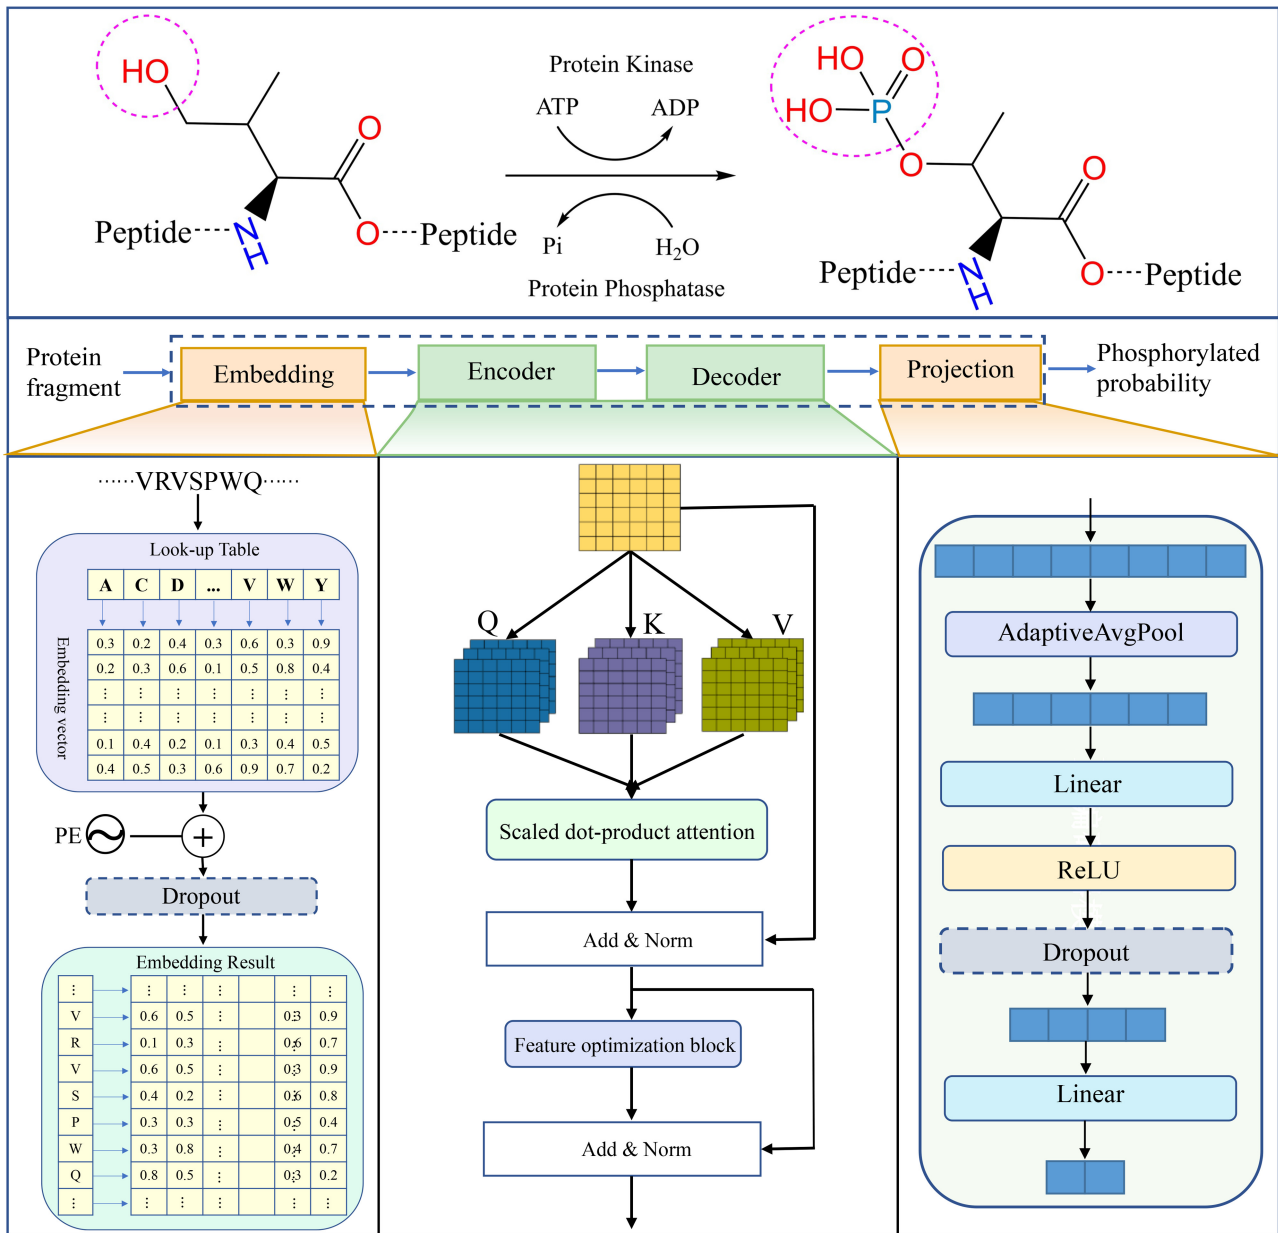 HO
O
Peptide
NH
O
Peptide
Protein Kinase
ATP ADP
Pi H₂O
Protein Phosphatase
HO O
HO P
O
O
Peptide
NH
O
Peptide
Protein
fragment
Embedding
Encoder
Decoder
Projection
Phosphorylated
probability
······VRVSPWQ······
Look-up Table
Embedding vector
A C D ... V W Y
0.3 0.2 0.4 0.3 0.6 0.3 0.9
0.2 0.3 0.6 0.1 0.5 0.8 0.4
⋮ ⋮ ⋮ ⋮ ⋮ ⋮ ⋮
⋮ ⋮ ⋮ ⋮ ⋮ ⋮ ⋮
0.1 0.4 0.2 0.1 0.3 0.4 0.5
0.4 0.5 0.3 0.6 0.9 0.7 0.2
PE
+
Dropout
Embedding Result
⋮ ⋮ ⋮ ⋮ ⋮ ⋮
V 0.6 0.5 ⋮ 0.3 0.9
R 0.1 0.3 ⋮ 0.6 0.7
V 0.6 0.5 ⋮ 0.3 0.9
S 0.4 0.2 ⋮ 0.6 0.8
P 0.3 0.3 ⋮ 0.5 0.4
W 0.3 0.8 ⋮ 0.4 0.7
Q 0.8 0.5 ⋮ 0.3 0.2
⋮ ⋮ ⋮ ⋮ ⋮ ⋮
Q K V
Scaled dot-product attention
Add & Norm
Feature optimization block
Add & Norm
AdaptiveAvgPool
Linear
ReLU
Dropout
Linear